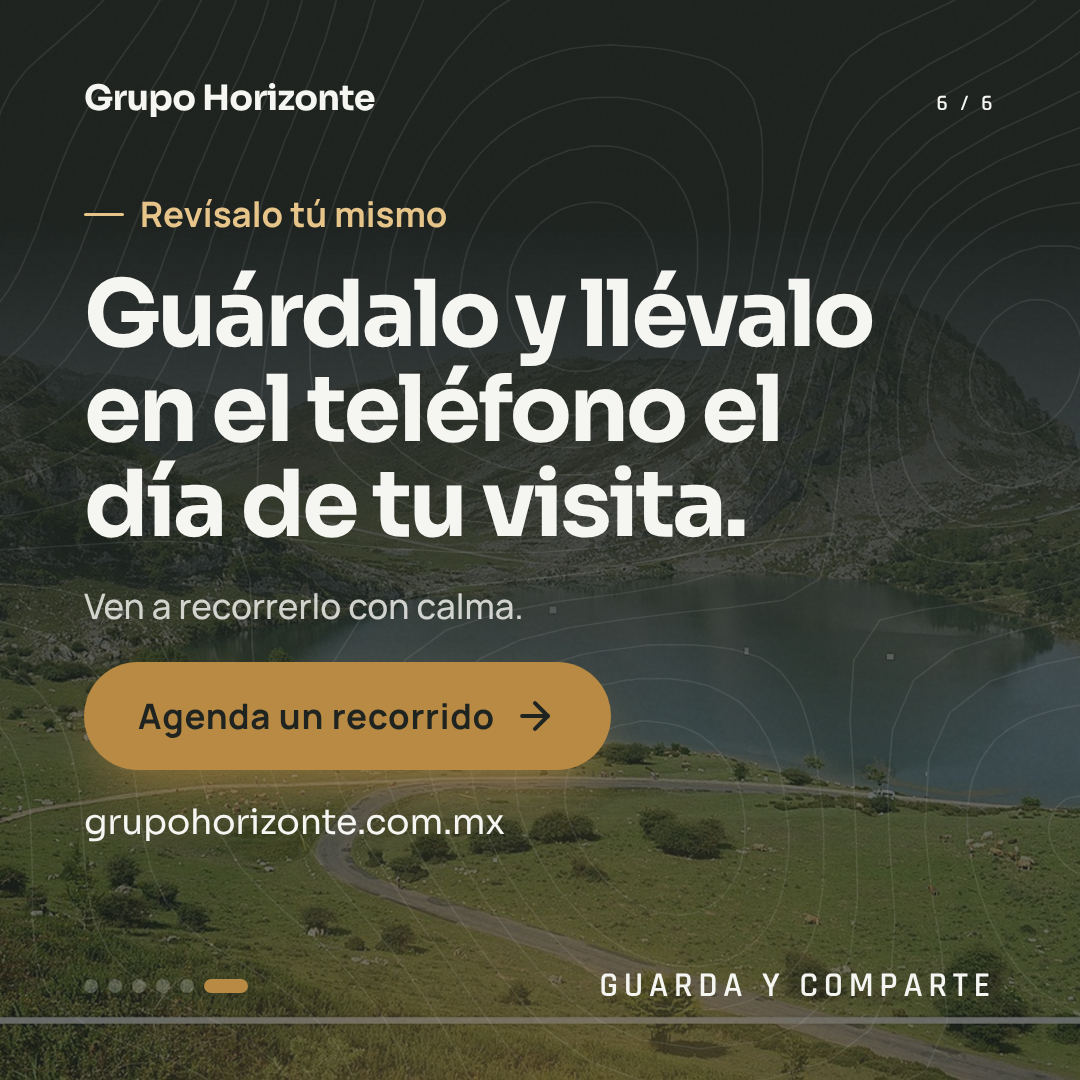 Grupo Horizonte
6 / 6
Revísalo tú mismo
Guárdalo y llévalo
en el teléfono el
día de tu visita.
Ven a recorrerlo con calma.
Agenda un recorrido
grupohorizonte.com.mx
GUARDA Y COMPARTE